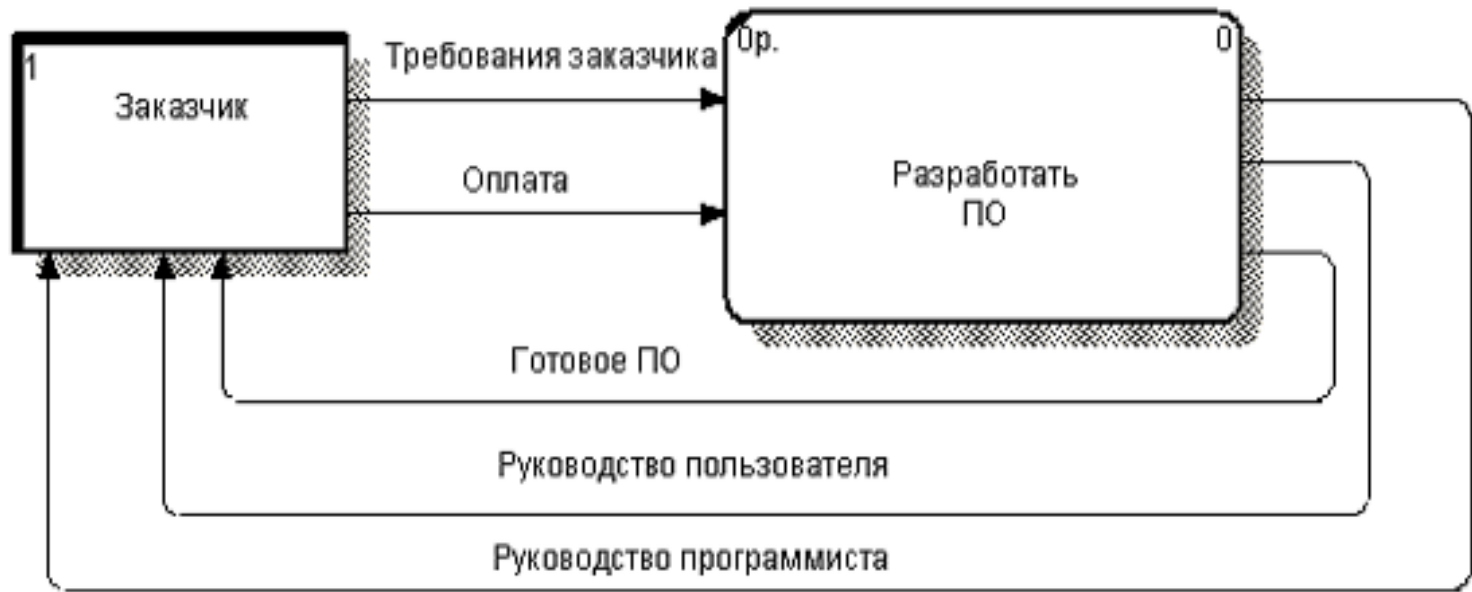 1
Заказчик
Требования заказчика
Оплата
0р.
0
Разработать
ПО
Готовое ПО
Руководство пользователя
Руководство программиста